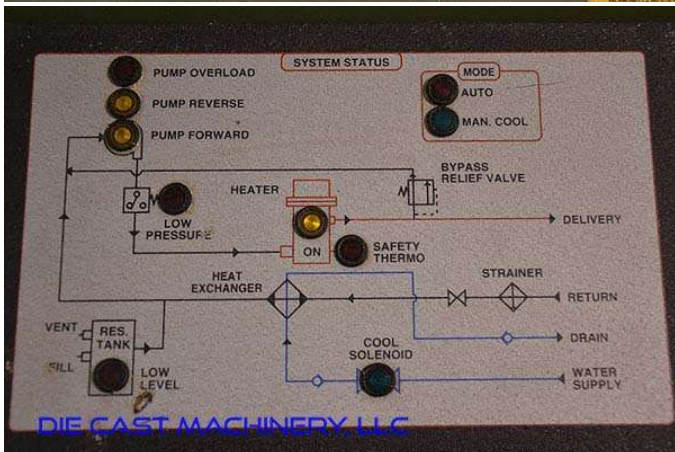 SYSTEM STATUS
PUMP OVERLOAD
PUMP REVERSE
PUMP FORWARD
MODE
AUTO
MAN. COOL
BYPASS
RELIEF VALVE
HEATER
LOW
PRESSURE
DELIVERY
ON
SAFETY
THERMO
HEAT
EXCHANGER
STRAINER
RETURN
VENT
RES.
TANK
COOL
SOLENOID
DRAIN
FILL
LOW
LEVEL
WATER
SUPPLY
DIE CAST MACHINERY, LLC